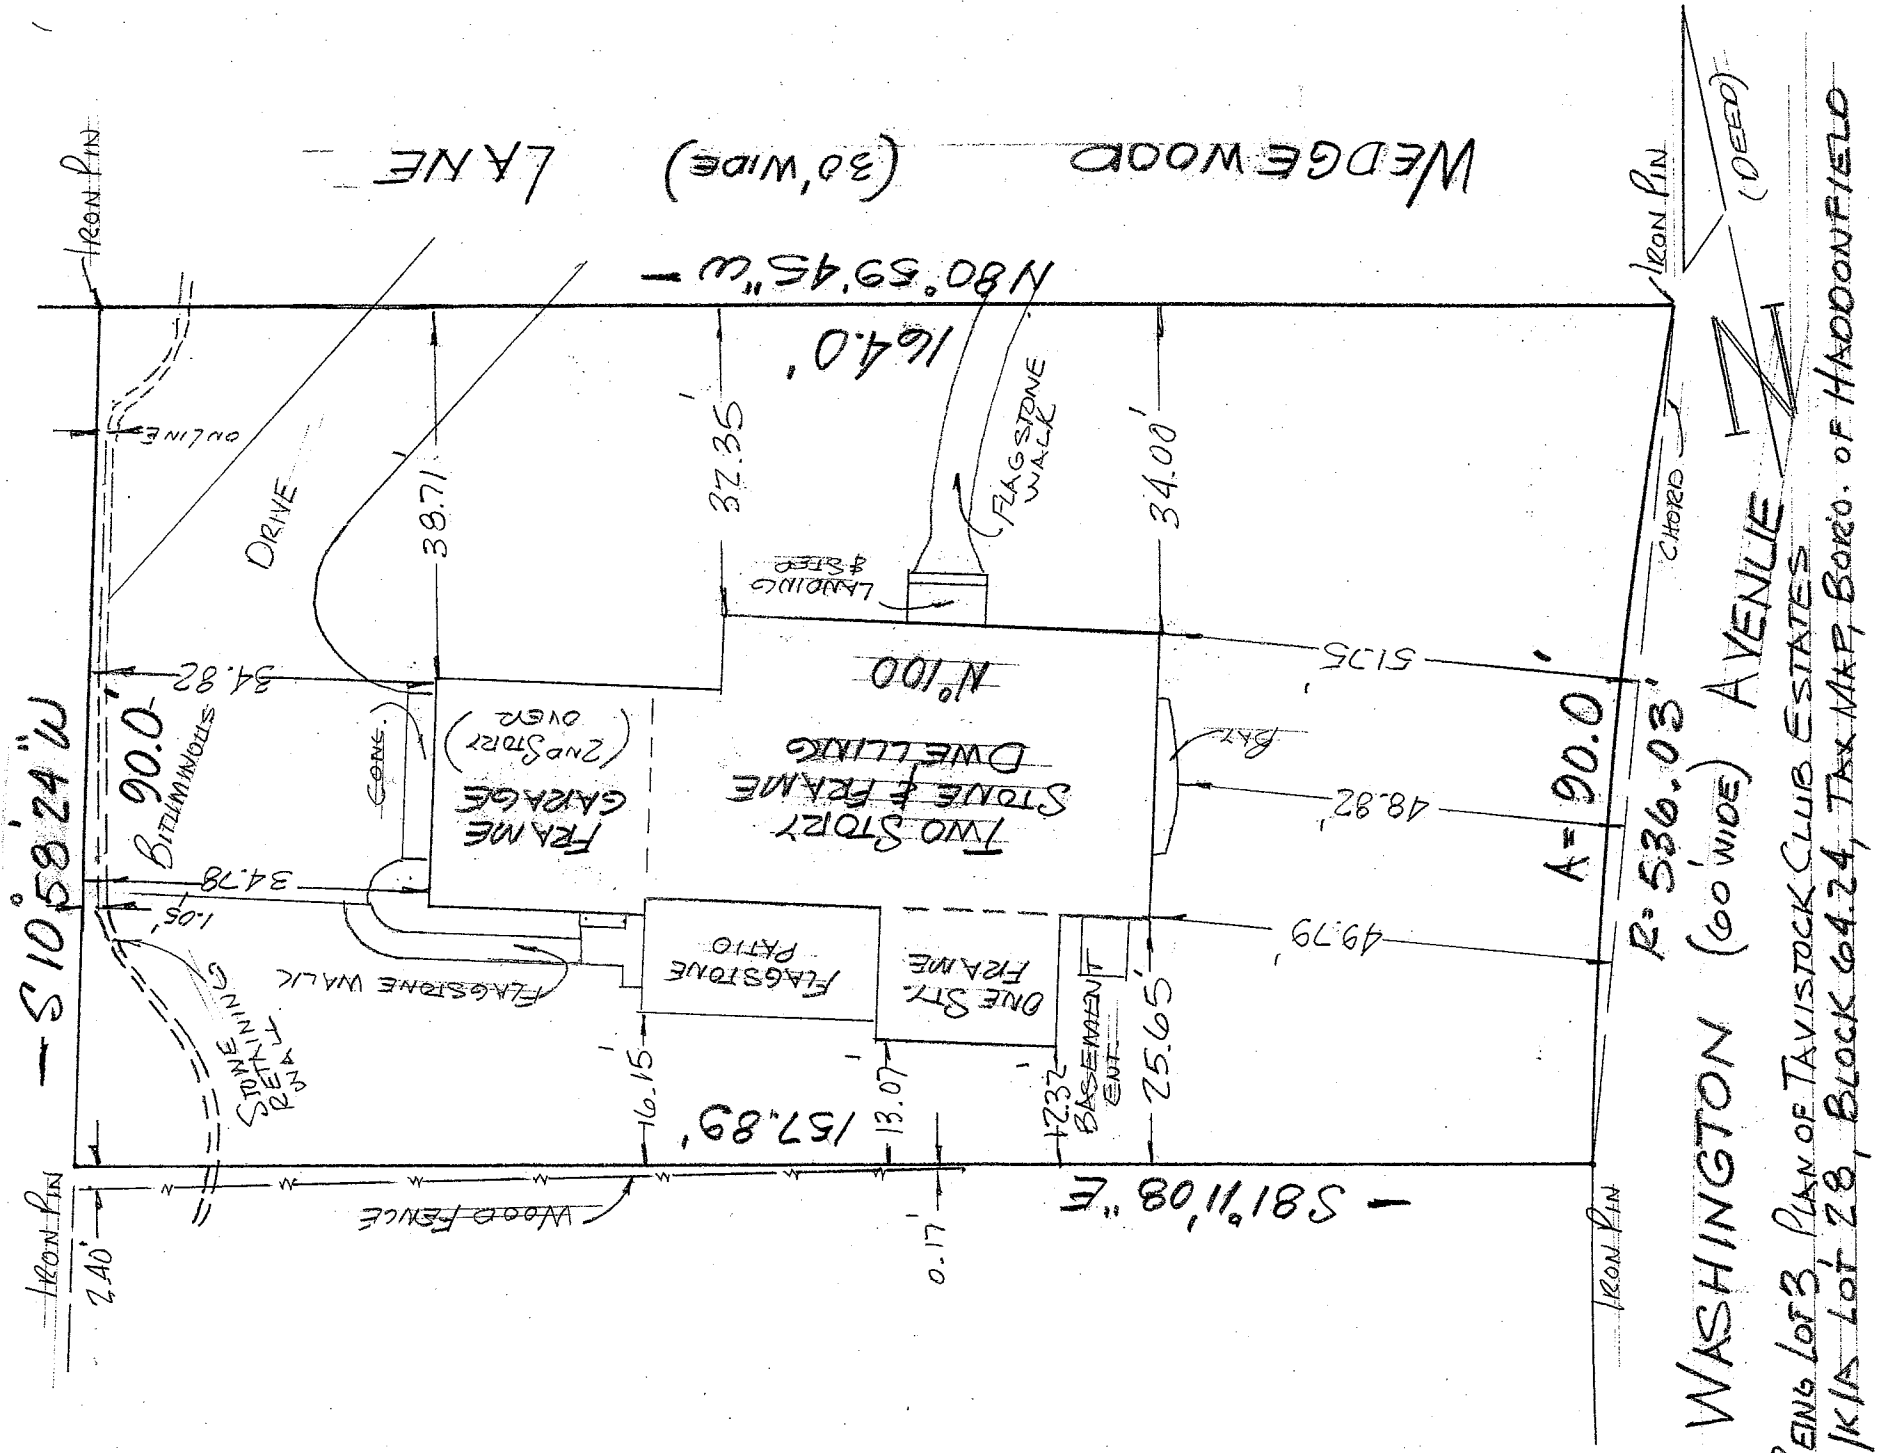 IRON PIN
WEDGEWOOD (30' WIDE) LANE
N 80° 59' 45" W -
164.0'
IRON PIN
(DEED)
ON LINE
DRIVE
38.71'
32.35'
FLAGSTONE
WALK
34.00'
CHORD
LANDING
& STEP
34.82
N° 100
51.75'
- S 10° 58' 24" W
90.0'
BITUMINOUS
CONC.
(2ND STORY
OVER)
FRAME
GARAGE
TWO STORY
STONE & FRAME
DWELLING
BAY
48.82'
A = 90.0'
R = 536.03'
34.78
1.05'
FLAGSTONE WALK
FLAGSTONE
PATIO
ONE STY.
FRAME
49.79'
STONE
RETAINING
WALL
16.15'
13.07'
12.32'
BASEMENT
ENT.
25.65'
157.89'
IRON PIN
2.40'
WOOD FENCE
0.17'
- S 81° 11' 08" E
IRON PIN
WASHINGTON (60' WIDE) AVENUE
EING LOT 3 PLAN OF TAVISTOCK CLUB ESTATES
/K/A LOT 28, BLOCK 64.24, TAX MAP, BORO. OF HADDONFIELD